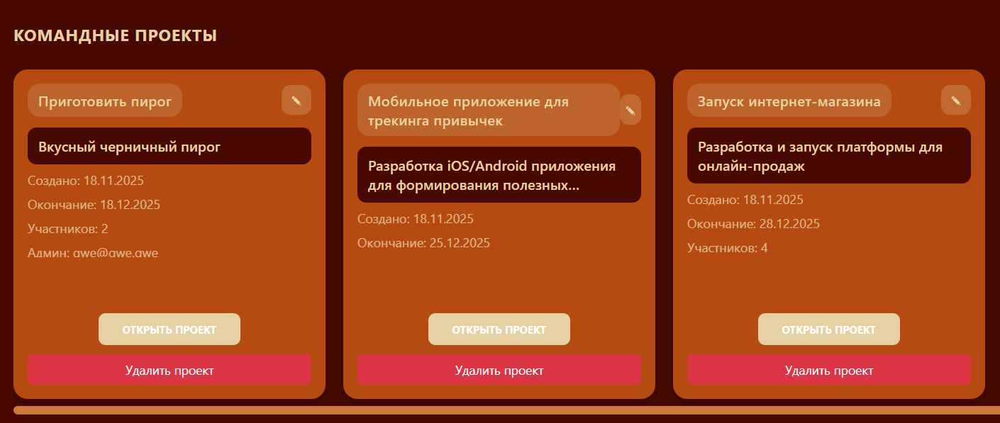 КОМАНДНЫЕ ПРОЕКТЫ
Приготовить пирог
Вкусный черничный пирог
Создано: 18.11.2025
Окончание: 18.12.2025
Участников: 2
Админ: qwe@qwe.qwe
ОТКРЫТЬ ПРОЕКТ
Удалить проект
Мобильное приложение для
трекинга привычек
Разработка iOS/Android приложения
для формирования полезных...
Создано: 18.11.2025
Окончание: 25.12.2025
ОТКРЫТЬ ПРОЕКТ
Удалить проект
Запуск интернет-магазина
Разработка и запуск платформы для
онлайн-продаж
Создано: 18.11.2025
Окончание: 28.12.2025
Участников: 4
ОТКРЫТЬ ПРОЕКТ
Удалить проект